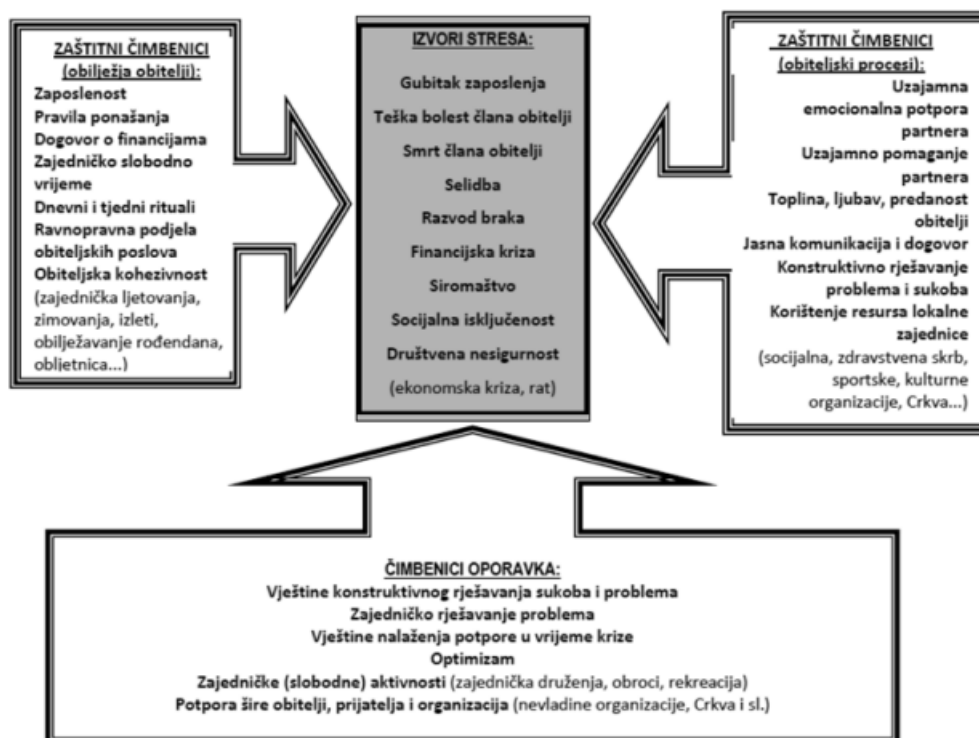 ZAŠTITNI ČIMBENICI
(obilježja obitelji):
Zaposlenost
Pravila ponašanja
Dogovor o financijama
Zajedničko slobodno
vrijeme
Dnevni i tjedni rituali
Ravnopravna podjela
obiteljskih poslova
Obiteljska kohezivnost
(zajednička ljetovanja,
zimovanja, izleti,
obilježavanje rođendana,
obljetnica...)
IZVORI STRESA:
Gubitak zaposlenja
Teška bolest člana obitelji
Smrt člana obitelji
Selidba
Razvod braka
Financijska kriza
Siromaštvo
Socijalna isključenost
Društvena nesigurnost
(ekonomska kriza, rat)
ZAŠTITNI ČIMBENICI
(obiteljski procesi):
Uzajamna
emocionalna potpora
partnera
Uzajamno pomaganje
partnera
Toplina, ljubav, predanost
obitelji
Jasna komunikacija i dogovor
Konstruktivno rješavanje
problema i sukoba
Korištenje resursa lokalne
zajednice
(socijalna, zdravstvena skrb,
sportske, kulturne
organizacije, Crkva...)
ČIMBENICI OPORAVKA:
Vještine konstruktivnog rješavanja sukoba i problema
Zajedničko rješavanje problema
Vještine nalaženja potpore u vrijeme krize
Optimizam
Zajedničke (slobodne) aktivnosti (zajednička druženja, obroci, rekreacija)
Potpora šire obitelji, prijatelja i organizacija (nevladine organizacije, Crkva i sl.)